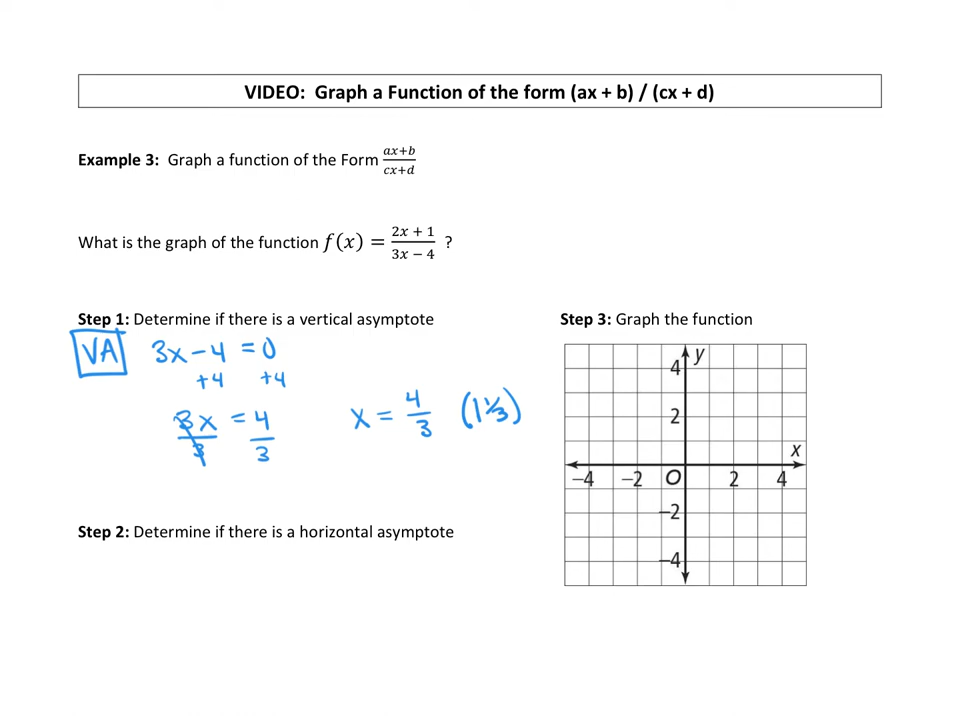 VIDEO: Graph a Function of the form (ax + b) / (cx + d)
Example 3: Graph a function of the Form ax+b/cx+d
What is the graph of the function f(x) = 2x + 1/3x − 4 ?
Step 1: Determine if there is a vertical asymptote
VA 3x - 4 = 0
+4 +4
3x = 4
3 3
x = 4/3 (1 1/3)
Step 2: Determine if there is a horizontal asymptote
Step 3: Graph the function
y
4
2
x
−4 −2 O 2 4
−2
−4